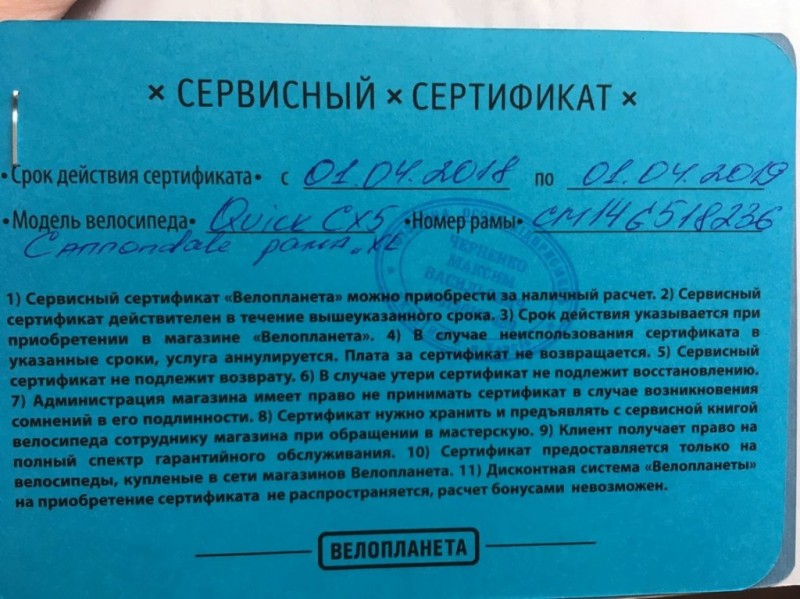 × СЕРВИСНЫЙ × СЕРТИФИКАТ ×
•Срок действия сертификата• с 01.04.2018 по 01.04.2019
•Модель велосипеда• Quick CX5 •Номер рамы• CM14G518236
Cannondale рама „XL
ЧЕРНЕНКО
МАКСИМ
1) Сервисный сертификат «Велопланета» можно приобрести за наличный расчет. 2) Сервисный
сертификат действителен в течение вышеуказанного срока. 3) Срок действия указывается при
приобретении в магазине «Велопланета». 4) В случае неиспользования сертификата в
указанные сроки, услуга аннулируется. Плата за сертификат не возвращается. 5) Сервисный
сертификат не подлежит возврату. 6) В случае утери сертификат не подлежит восстановлению.
7) Администрация магазина имеет право не принимать сертификат в случае возникновения
сомнений в его подлинности. 8) Сертификат нужно хранить и предъявлять с сервисной книгой
велосипеда сотруднику магазина при обращении в мастерскую. 9) Клиент получает право на
полный спектр гарантийного обслуживания. 10) Сертификат предоставляется только на
велосипеды, купленые в сети магазинов Велопланета. 11) Дисконтная система «Велопланеты»
на приобретение сертификата не распространяется, расчет бонусами невозможен.
ВЕЛОПЛАНЕТА